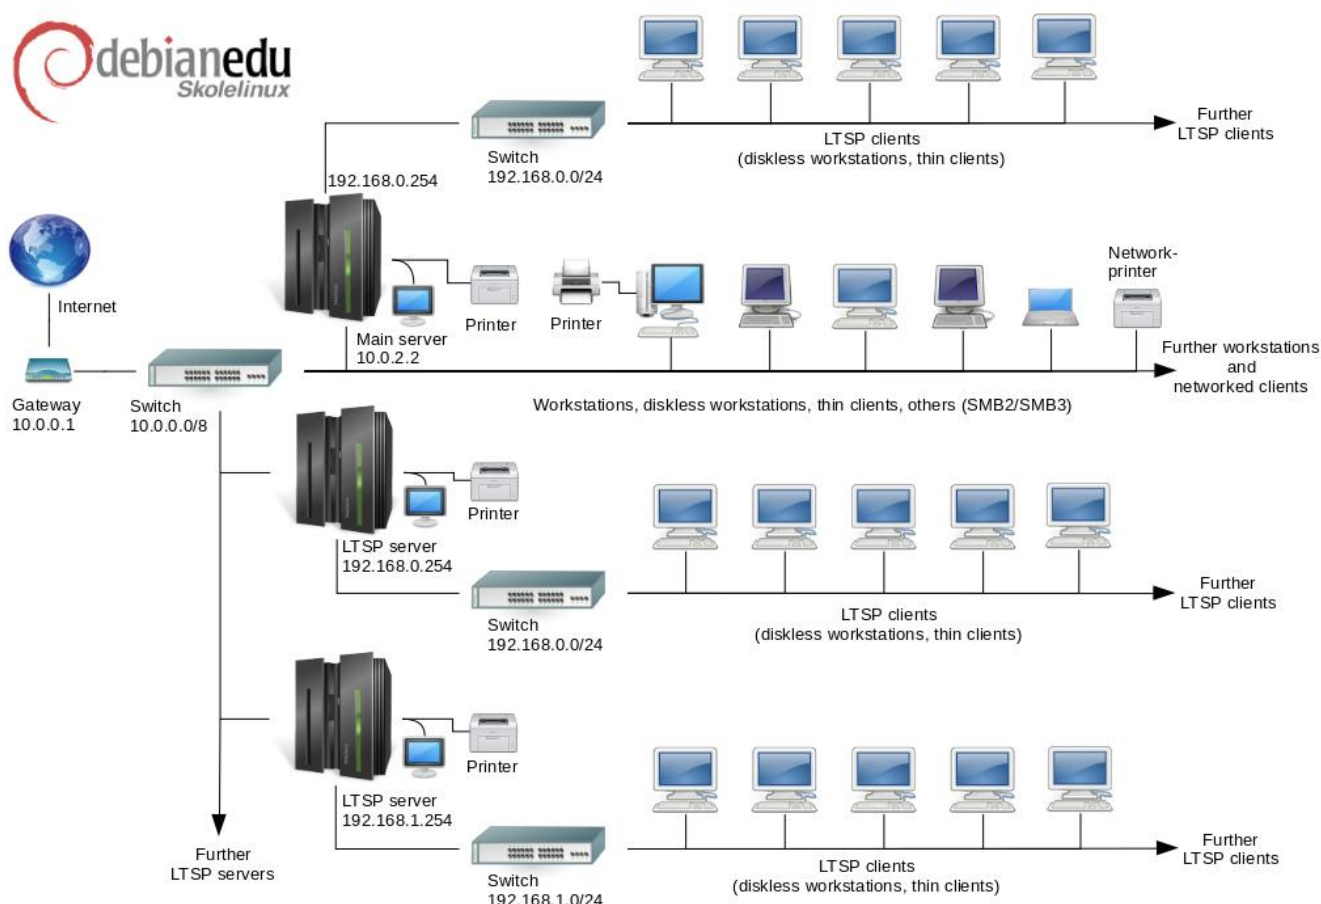 debianedu
Skolelinux
Further
LTSP clients
LTSP clients
(diskless workstations, thin clients)
Switch
192.168.0.0/24
192.168.0.254
Network-
printer
Internet
Printer
Printer
Main server
10.0.2.2
Further workstations
and
networked clients
Gateway
10.0.0.1
Switch
10.0.0.0/8
Workstations, diskless workstations, thin clients, others (SMB2/SMB3)
Printer
LTSP server
192.168.0.254
Further
LTSP clients
LTSP clients
(diskless workstations, thin clients)
Switch
192.168.0.0/24
Printer
LTSP server
192.168.1.254
Further
LTSP servers
Further
LTSP clients
LTSP clients
(diskless workstations, thin clients)
Switch
192.168.1.0/24